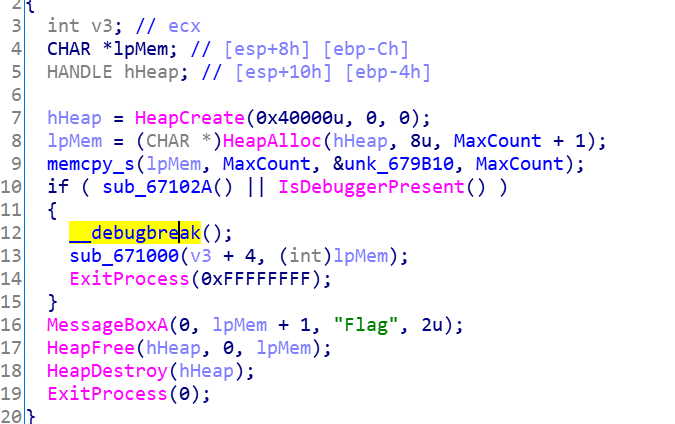 2 {
3 int v3; // ecx
4 CHAR *lpMem; // [esp+8h] [ebp-Ch]
5 HANDLE hHeap; // [esp+10h] [ebp-4h]
6
7 hHeap = HeapCreate(0x40000u, 0, 0);
8 lpMem = (CHAR *)HeapAlloc(hHeap, 8u, MaxCount + 1);
9 memcpy_s(lpMem, MaxCount, &unk_679B10, MaxCount);
10 if ( sub_67102A() || IsDebuggerPresent() )
11 {
12 __debugbreak();
13 sub_671000(v3 + 4, (int)lpMem);
14 ExitProcess(0xFFFFFFFF);
15 }
16 MessageBoxA(0, lpMem + 1, "Flag", 2u);
17 HeapFree(hHeap, 0, lpMem);
18 HeapDestroy(hHeap);
19 ExitProcess(0);
20 }